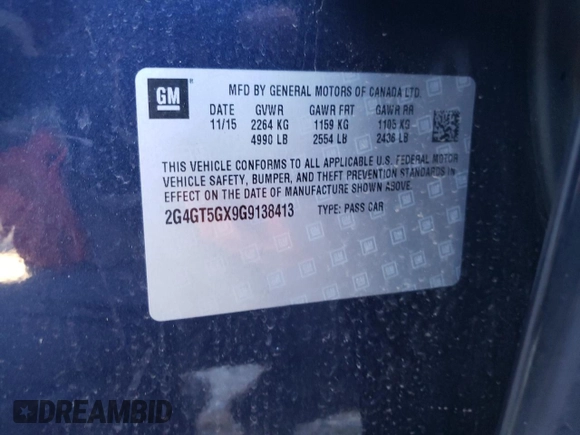 GM
MFD BY GENERAL MOTORS OF CANADA LTD.
DATE GVWR GAWR FRT GAWR RR
11/15 2264 KG 1159 KG 1105 KG
4990 LB 2554 LB 2436 LB
THIS VEHICLE CONFORMS TO ALL APPLICABLE U.S. FEDERAL MOTOR
VEHICLE SAFETY, BUMPER, AND THEFT PREVENTION STANDARDS IN
EFFECT ON THE DATE OF MANUFACTURE SHOWN ABOVE.
2G4GT5GX9G9138413 TYPE: PASS CAR
DREAMBID